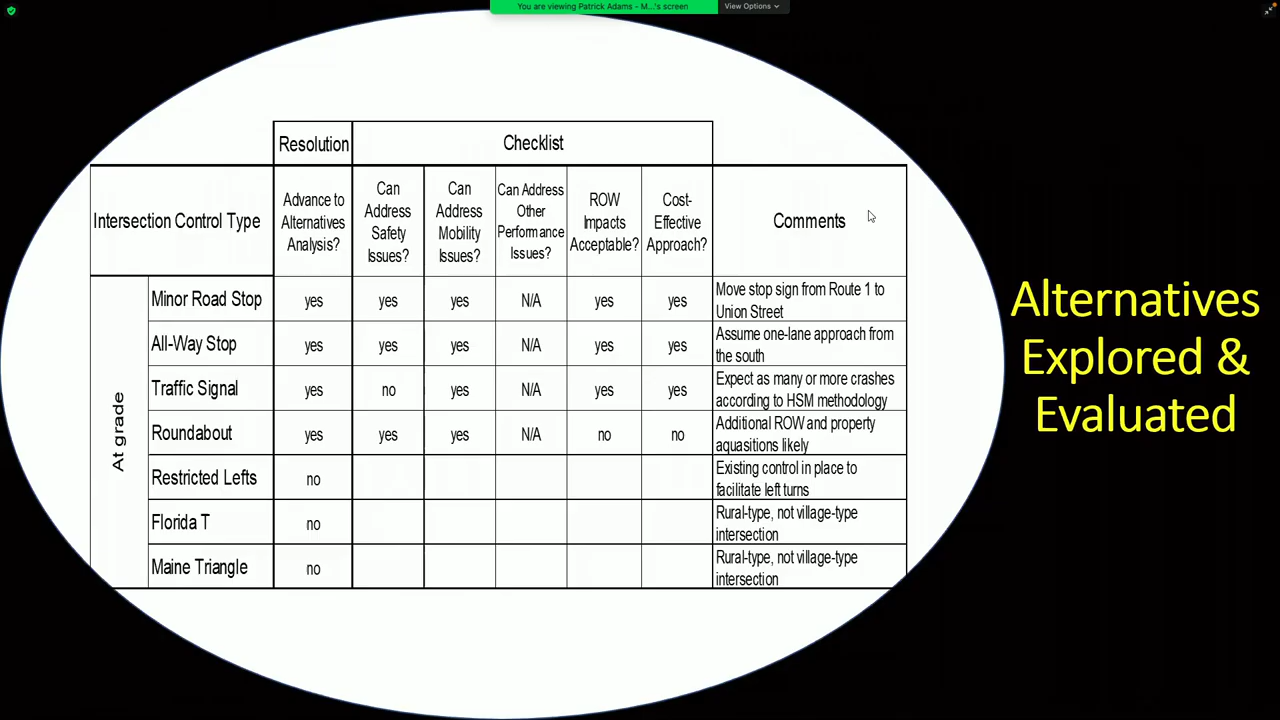 You are viewing Patrick Adams - M...'s screen
View Options
Resolution
Checklist
Intersection Control Type
Advance to
Alternatives
Analysis?
Can
Address
Safety
Issues?
Can
Address
Mobility
Issues?
Can Address
Other
Performance
Issues?
ROW
Impacts
Acceptable?
Cost-
Effective
Approach?
Comments
At grade
Minor Road Stop
yes
yes
yes
N/A
yes
yes
Move stop sign from Route 1 to
Union Street
All-Way Stop
yes
yes
yes
N/A
yes
yes
Assume one-lane approach from
the south
Traffic Signal
yes
no
yes
N/A
yes
yes
Expect as many or more crashes
according to HSM methodology
Roundabout
yes
yes
yes
N/A
no
no
Additional ROW and property
aquasitions likely
Restricted Lefts
no
Existing control in place to
facilitate left turns
Florida T
no
Rural-type, not village-type
intersection
Maine Triangle
no
Rural-type, not village-type
intersection
Alternatives
Explored &
Evaluated